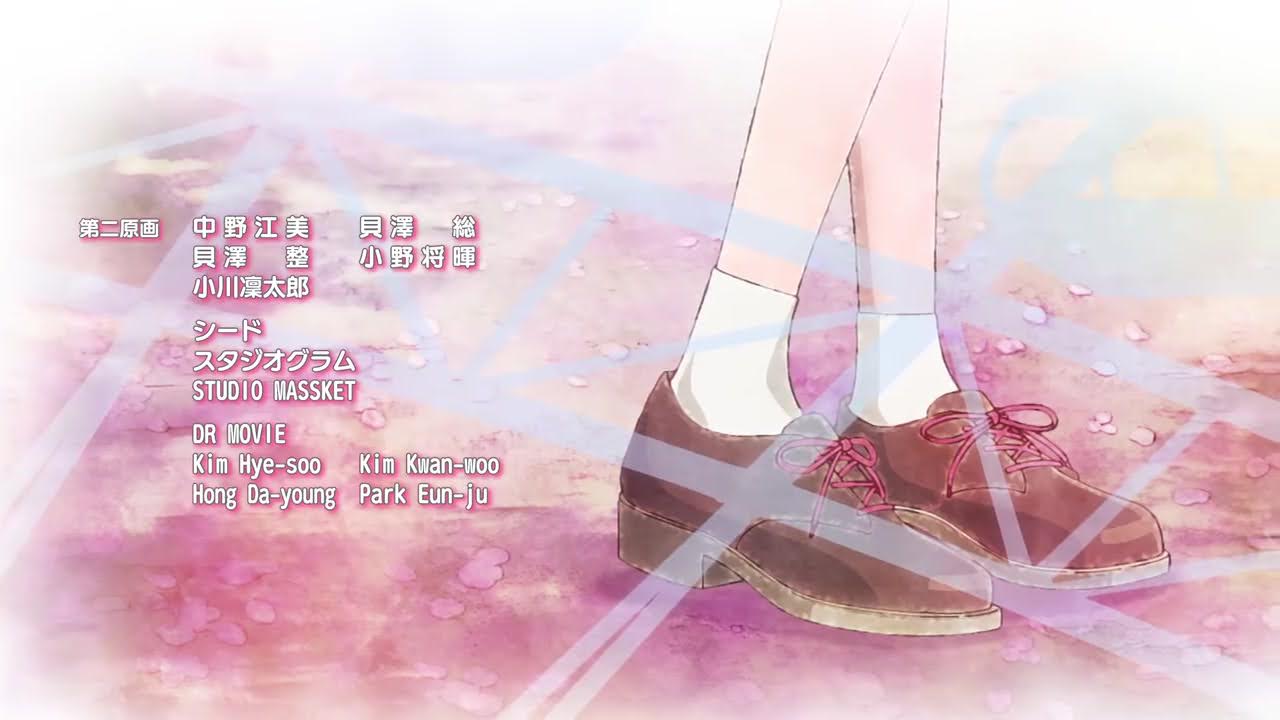 第二原画 中野江美 貝澤 総
貝澤 整 小野将暉
小川凜太郎
シード
スタジオグラム
STUDIO MASSKET
DR MOVIE
Kim Hye-soo Kim Kwan-woo
Hong Da-young Park Eun-ju